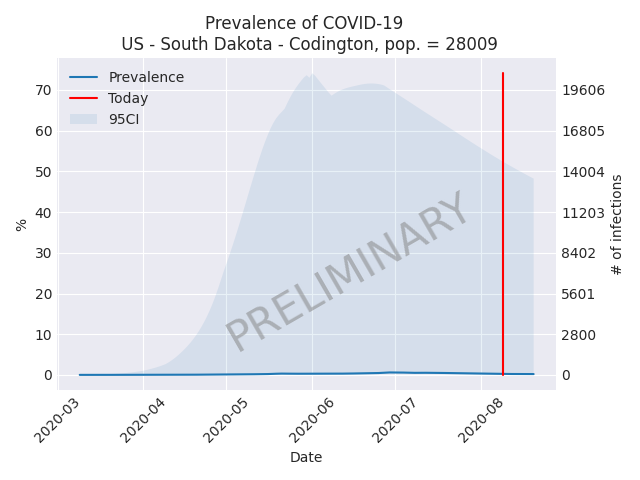 Prevalence of COVID-19
US - South Dakota - Codington, pop. = 28009
Prevalence
Today
95CI
70
60
50
40
30
20
10
0
%
19606
16805
14004
11203
8402
5601
2800
0
# of infections
PRELIMINARY
2020-03
2020-04
2020-05
2020-06
2020-07
2020-08
Date